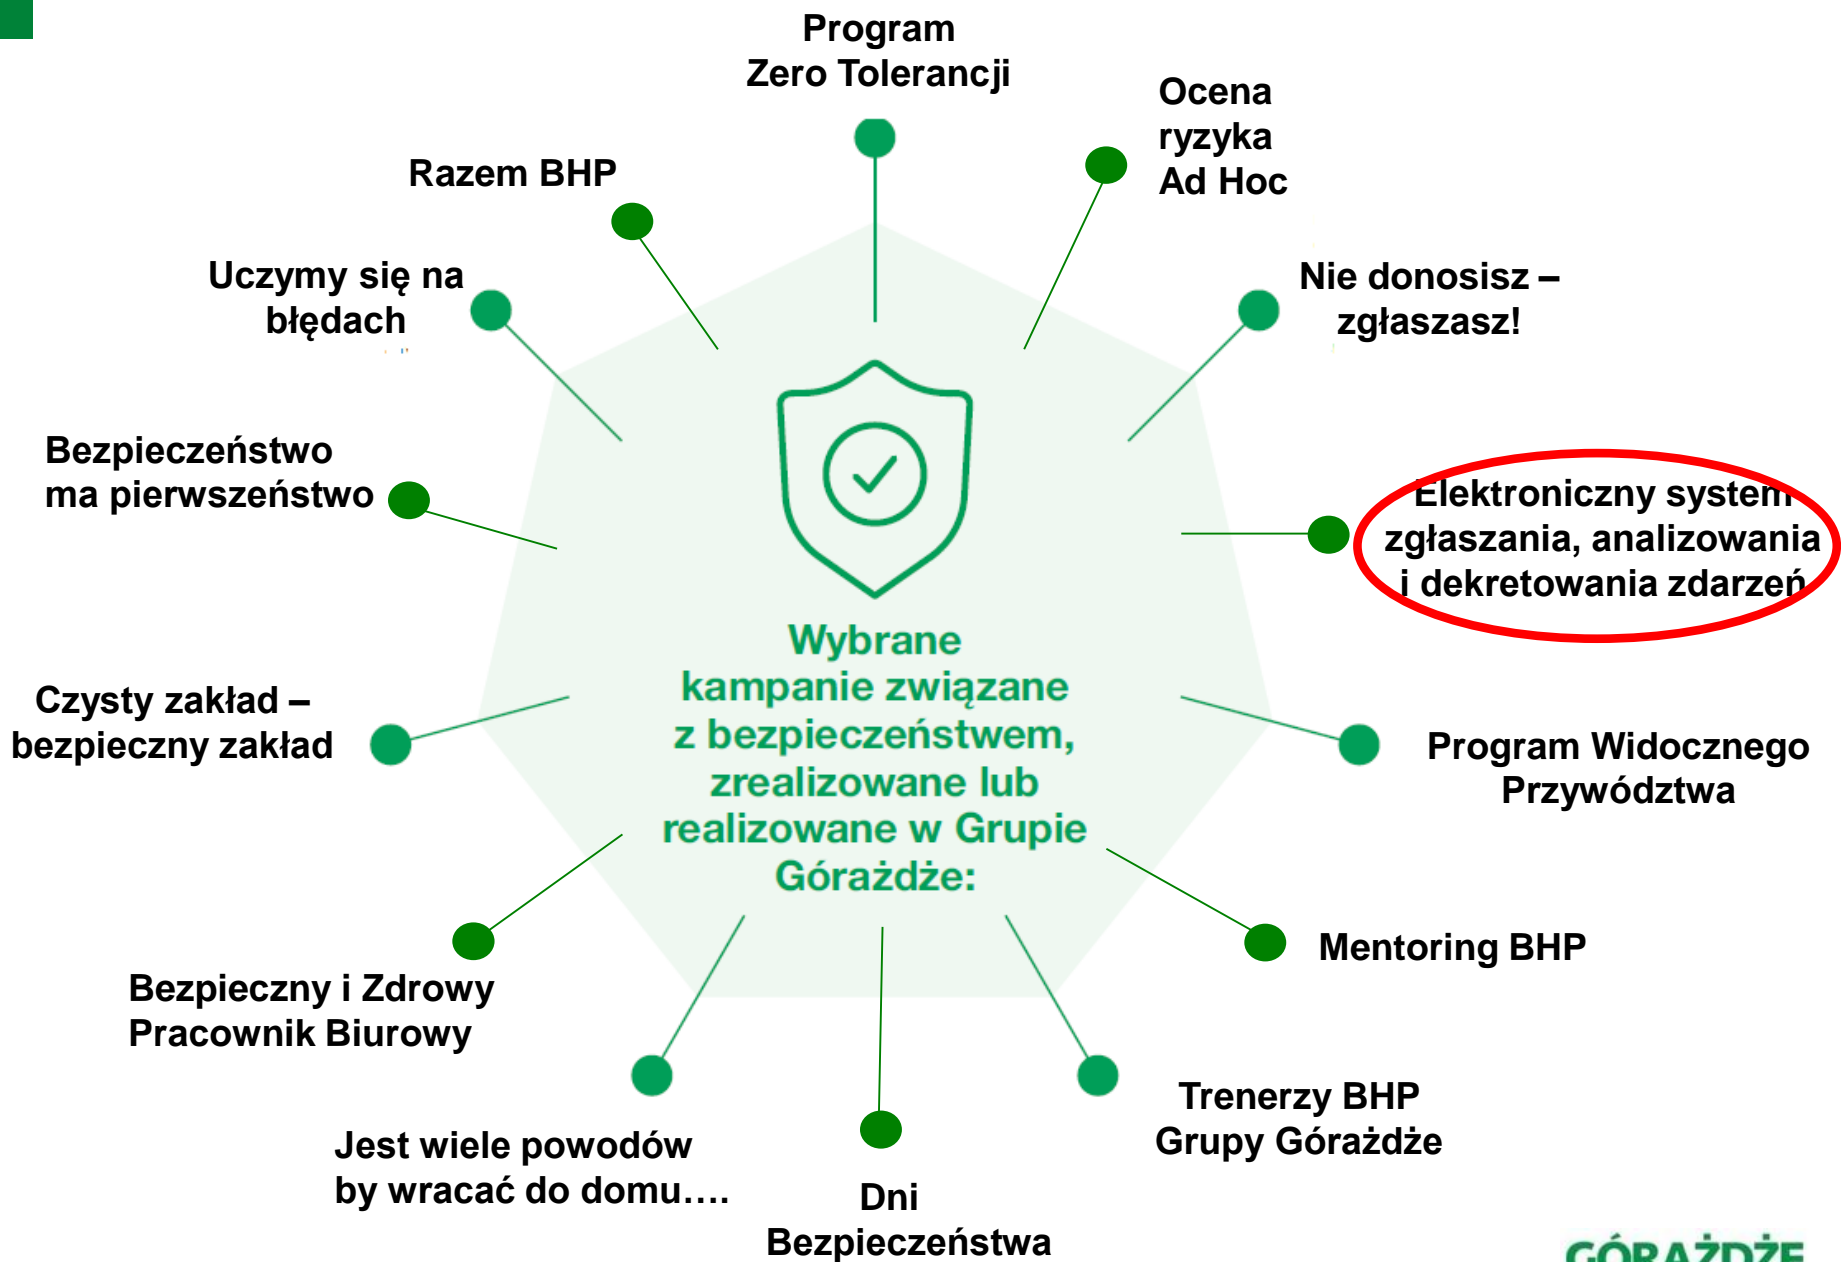 Program
Zero Tolerancji
Ocena
ryzyka
Ad Hoc
Razem BHP
Uczymy się na
błędach
Nie donosisz –
zgłaszasz!
Bezpieczeństwo
ma pierwszeństwo
Elektroniczny system
zgłaszania, analizowania
i dekretowania zdarzeń
Wybrane
kampanie związane
z bezpieczeństwem,
zrealizowane lub
realizowane w Grupie
Górażdże:
Czysty zakład –
bezpieczny zakład
Program Widocznego
Przywództwa
Mentoring BHP
Bezpieczny i Zdrowy
Pracownik Biurowy
Trenerzy BHP
Grupy Górażdże
Jest wiele powodów
by wracać do domu....
Dni
Bezpieczeństwa
GÓRAŻDŻE